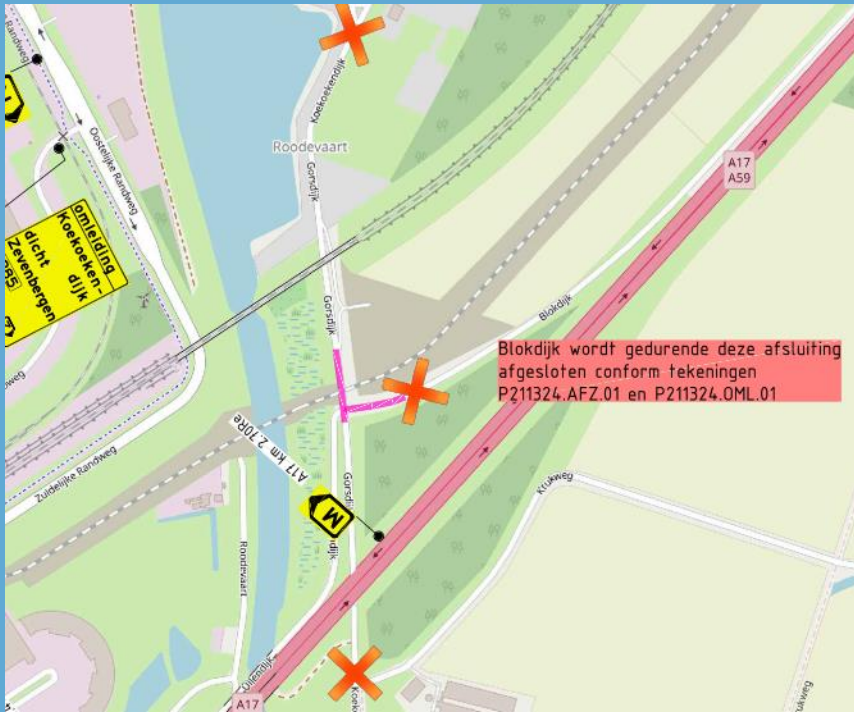 Randweg
Oostelijke Randweg
omleiding
Koekoeken-
dijk
dicht
Zevenbergen
Koekoekendijk
Roodevaart
Gorsdijk
A17
A59
Gorsdijk
Blokdijk
Blokdijk wordt gedurende deze afsluiting
afgesloten conform tekeningen
P211324.AFZ.01 en P211324.OML.01
A17 km 2.70Re
Zuidelijke Randweg
Gorsdijk
M
Krukweg
Roodevaart
A17